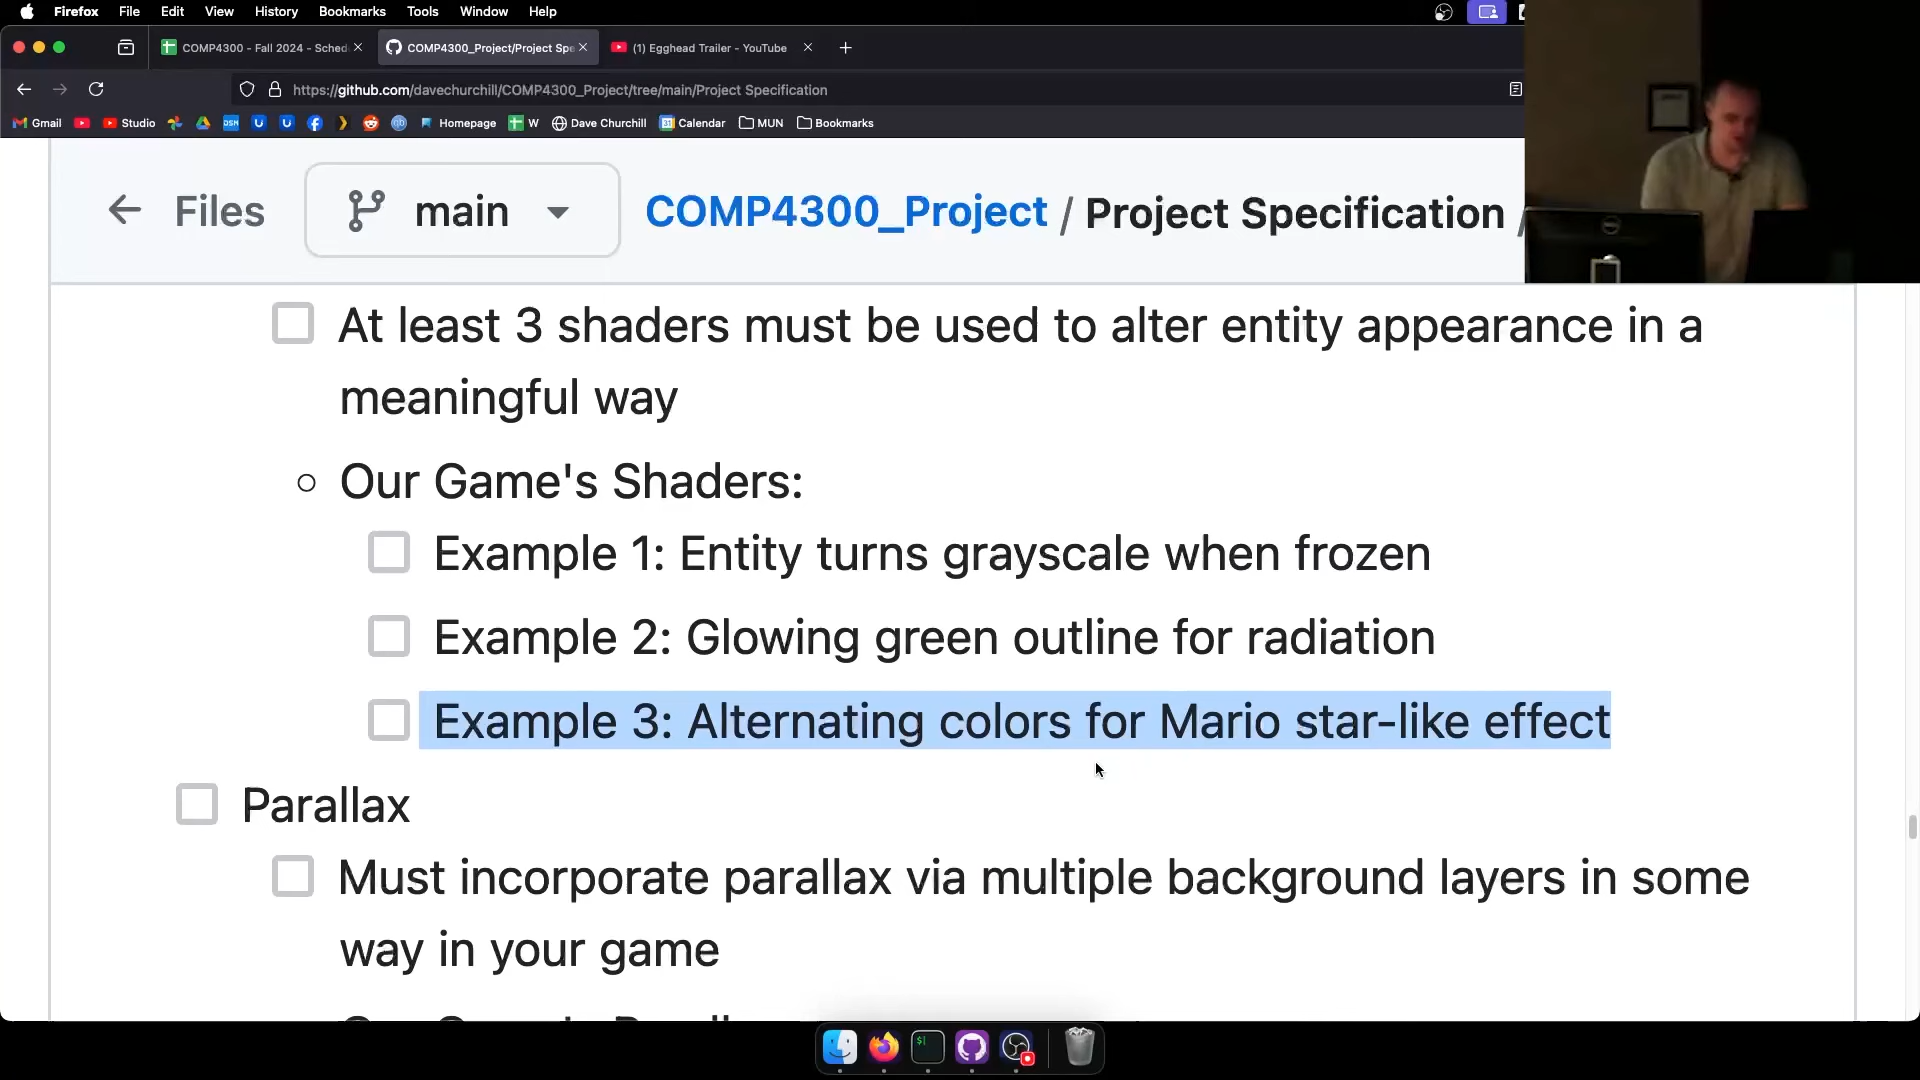 Firefox File Edit View History Bookmarks Tools Window Help
COMP4300 - Fall 2024 - Sched
COMP4300_Project/Project Spe
(1) Egghead Trailer - YouTube
https://github.com/davechurchill/COMP4300_Project/tree/main/Project Specification
Gmail Studio DSM Homepage W Dave Churchill Calendar MUN Bookmarks
Files main COMP4300_Project / Project Specification /
At least 3 shaders must be used to alter entity appearance in a
meaningful way
Our Game's Shaders:
Example 1: Entity turns grayscale when frozen
Example 2: Glowing green outline for radiation
Example 3: Alternating colors for Mario star-like effect
Parallax
Must incorporate parallax via multiple background layers in some
way in your game